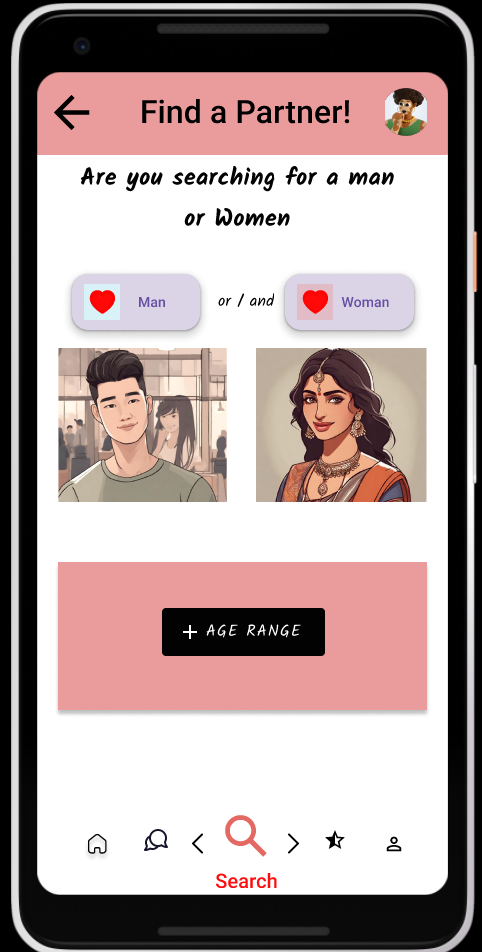 Find a Partner!
Are you searching for a man
or Women
Man
or / and
Woman
+ AGE RANGE
Search